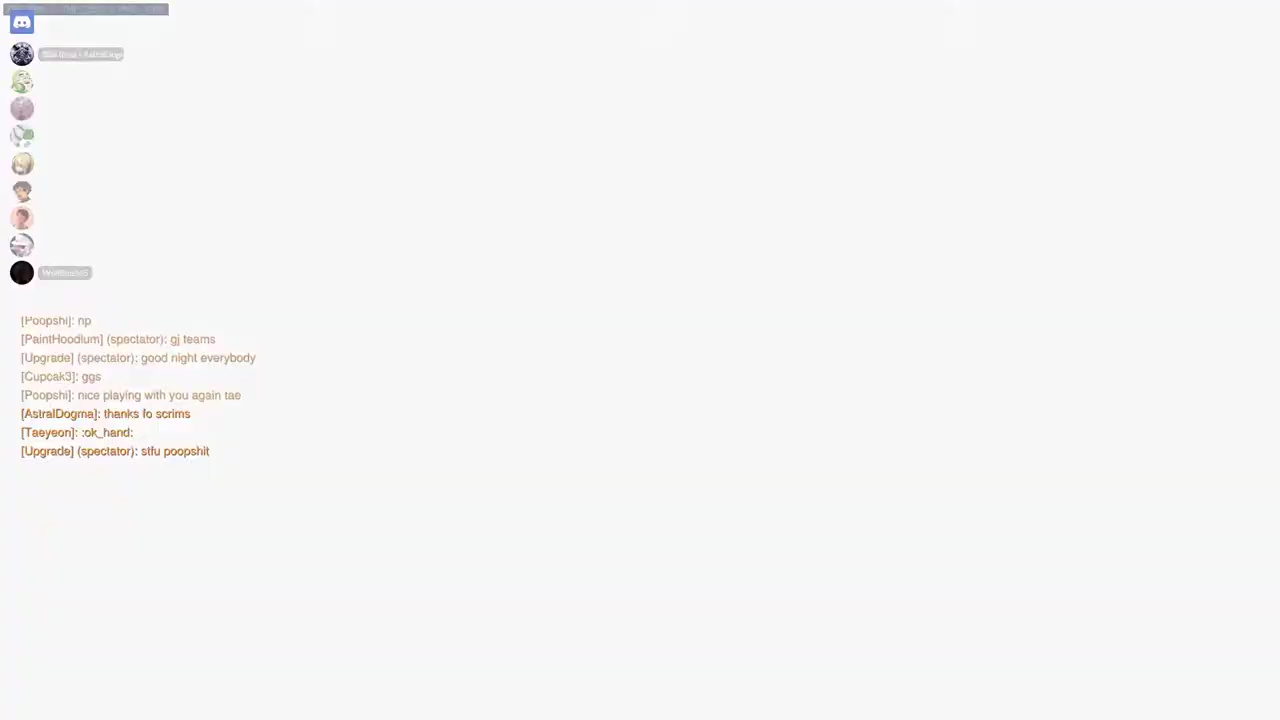 [Poopshi]: np
[PaintHoodlum] (spectator): gj teams
[Upgrade] (spectator): good night everybody
[Cupcak3]: ggs
[Poopshi]: nice playing with you again tae
[AstralDogma]: thanks fo scrims
[Taeyeon]: :ok_hand:
[Upgrade] (spectator): stfu poopshit